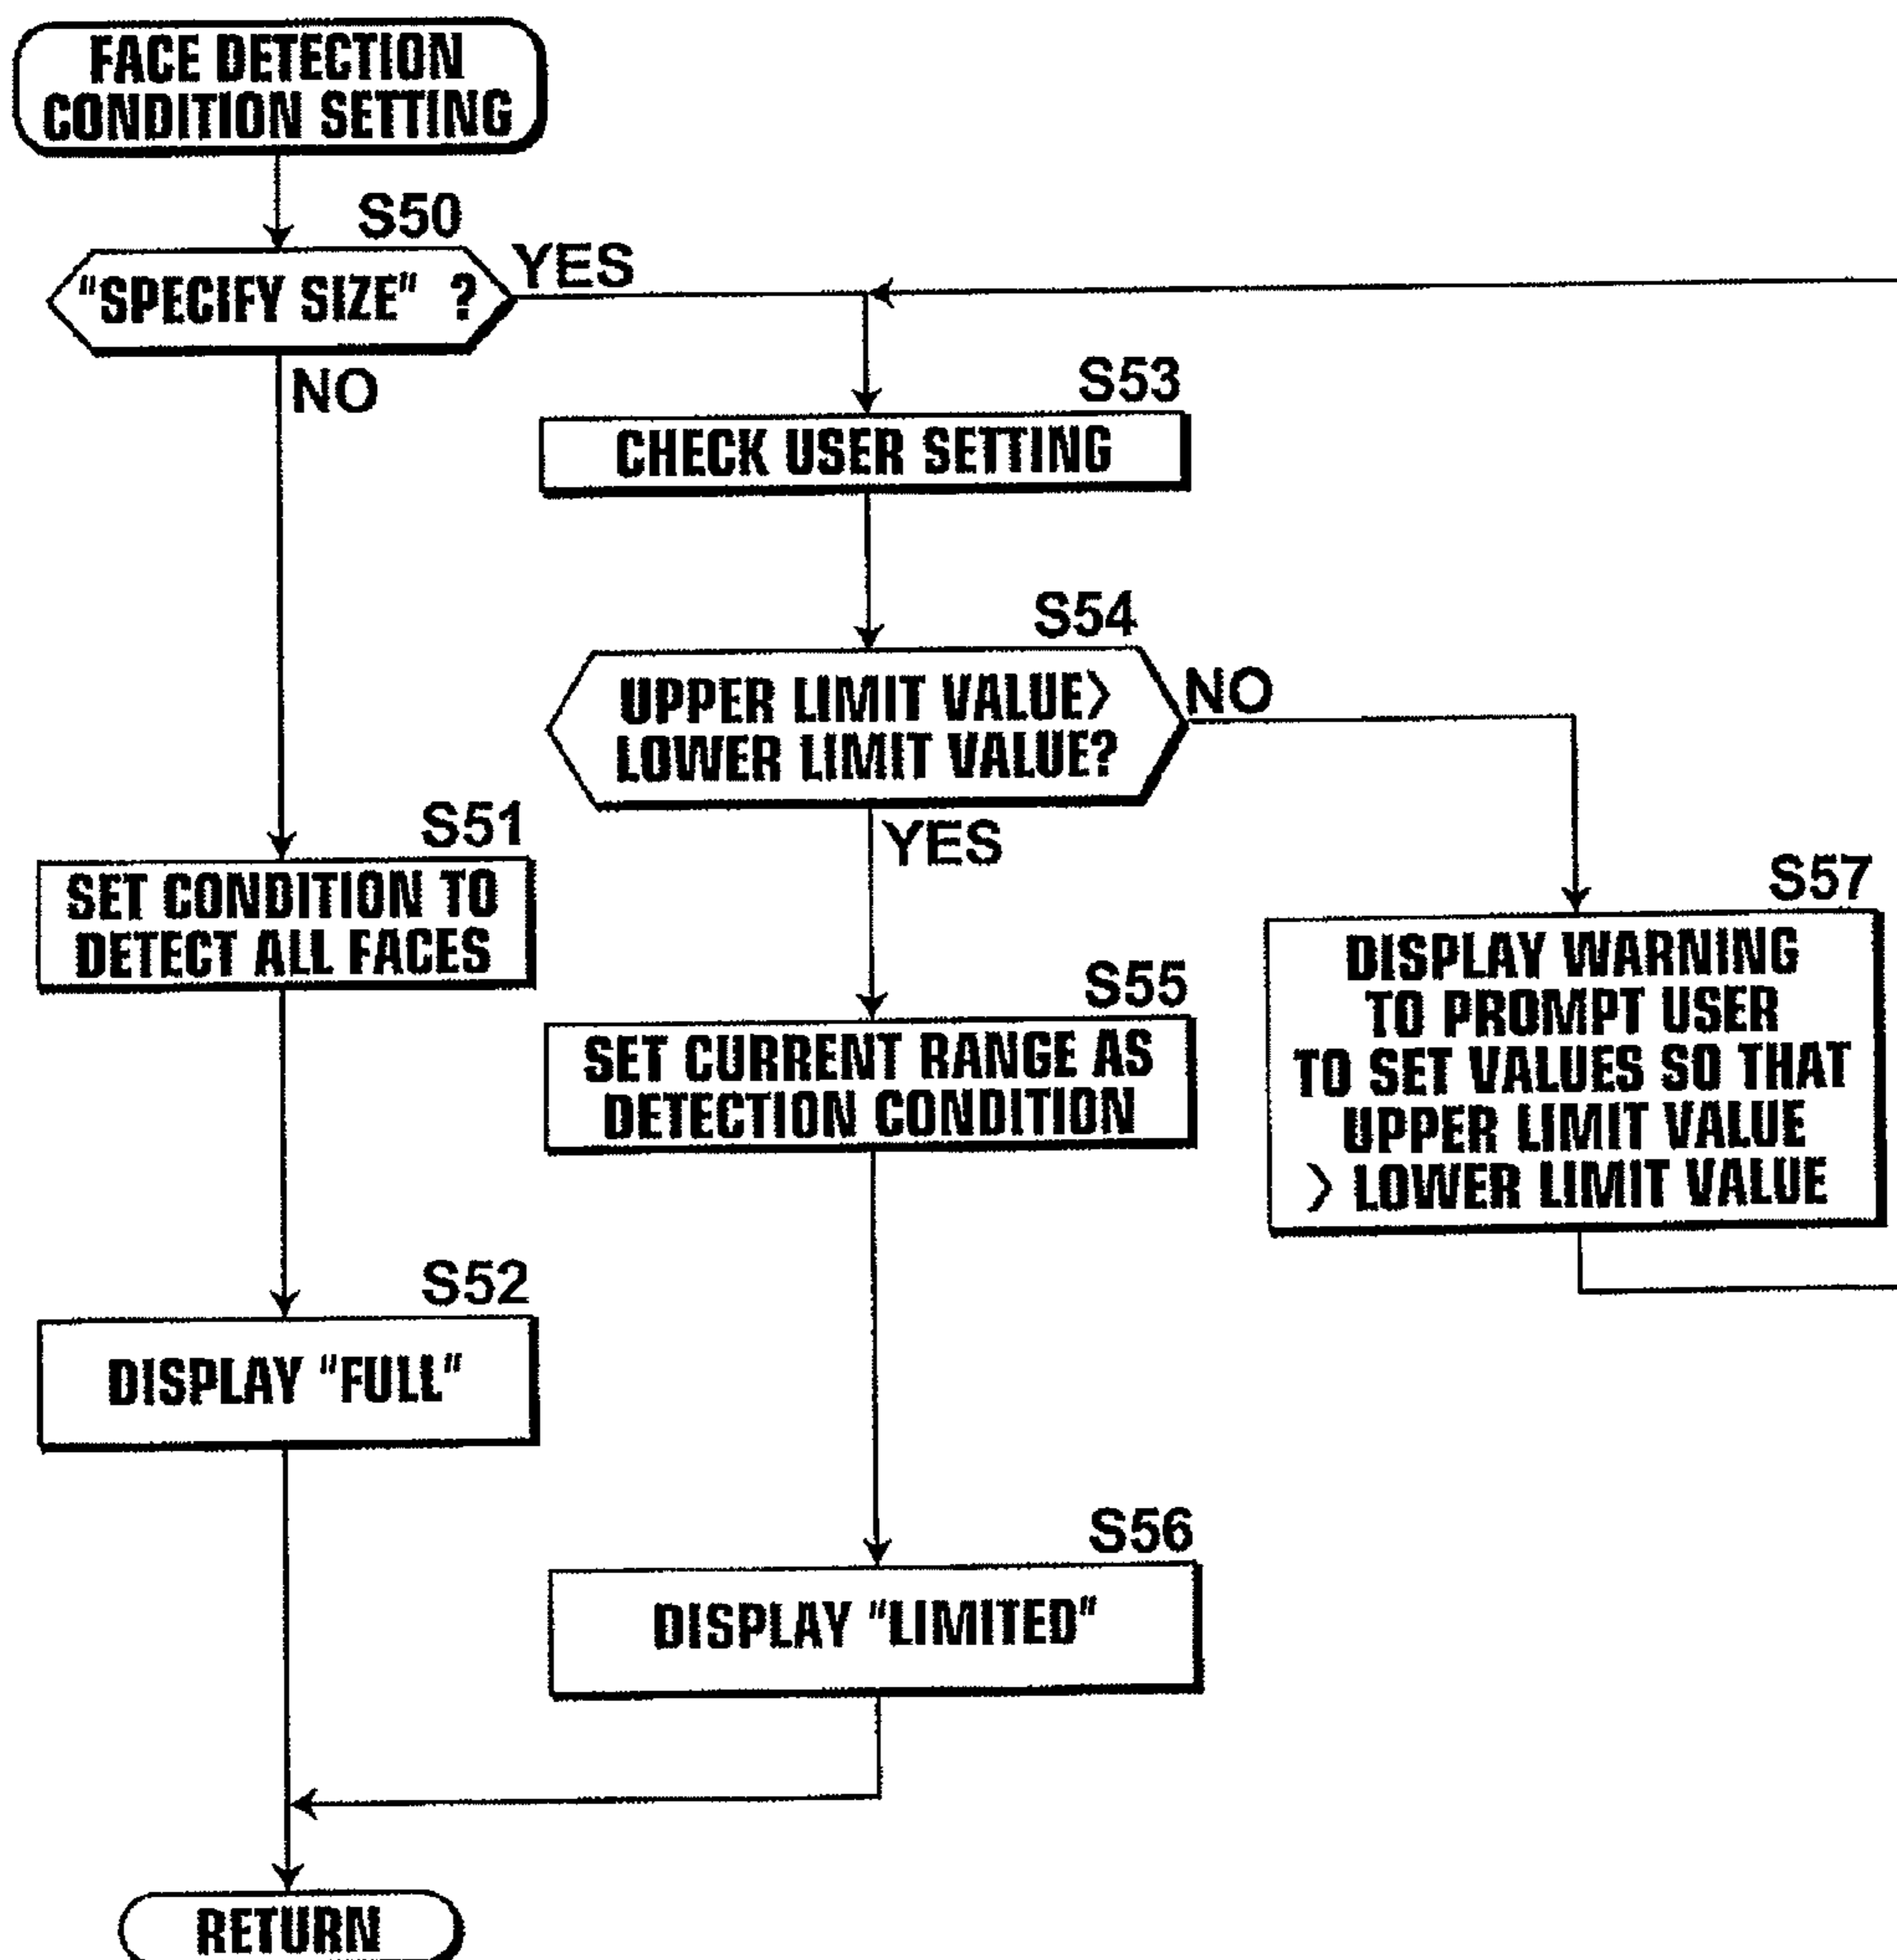 FACE DETECTION
CONDITION SETTING
S50
"SPECIFY SIZE" ?
YES
NO
S53
CHECK USER SETTING
S54
UPPER LIMIT VALUE>
LOWER LIMIT VALUE?
NO
YES
S51
SET CONDITION TO
DETECT ALL FACES
S55
SET CURRENT RANGE AS
DETECTION CONDITION
S57
DISPLAY WARNING
TO PROMPT USER
TO SET VALUES SO THAT
UPPER LIMIT VALUE
> LOWER LIMIT VALUE
S52
DISPLAY "FULL"
S56
DISPLAY "LIMITED"
RETURN